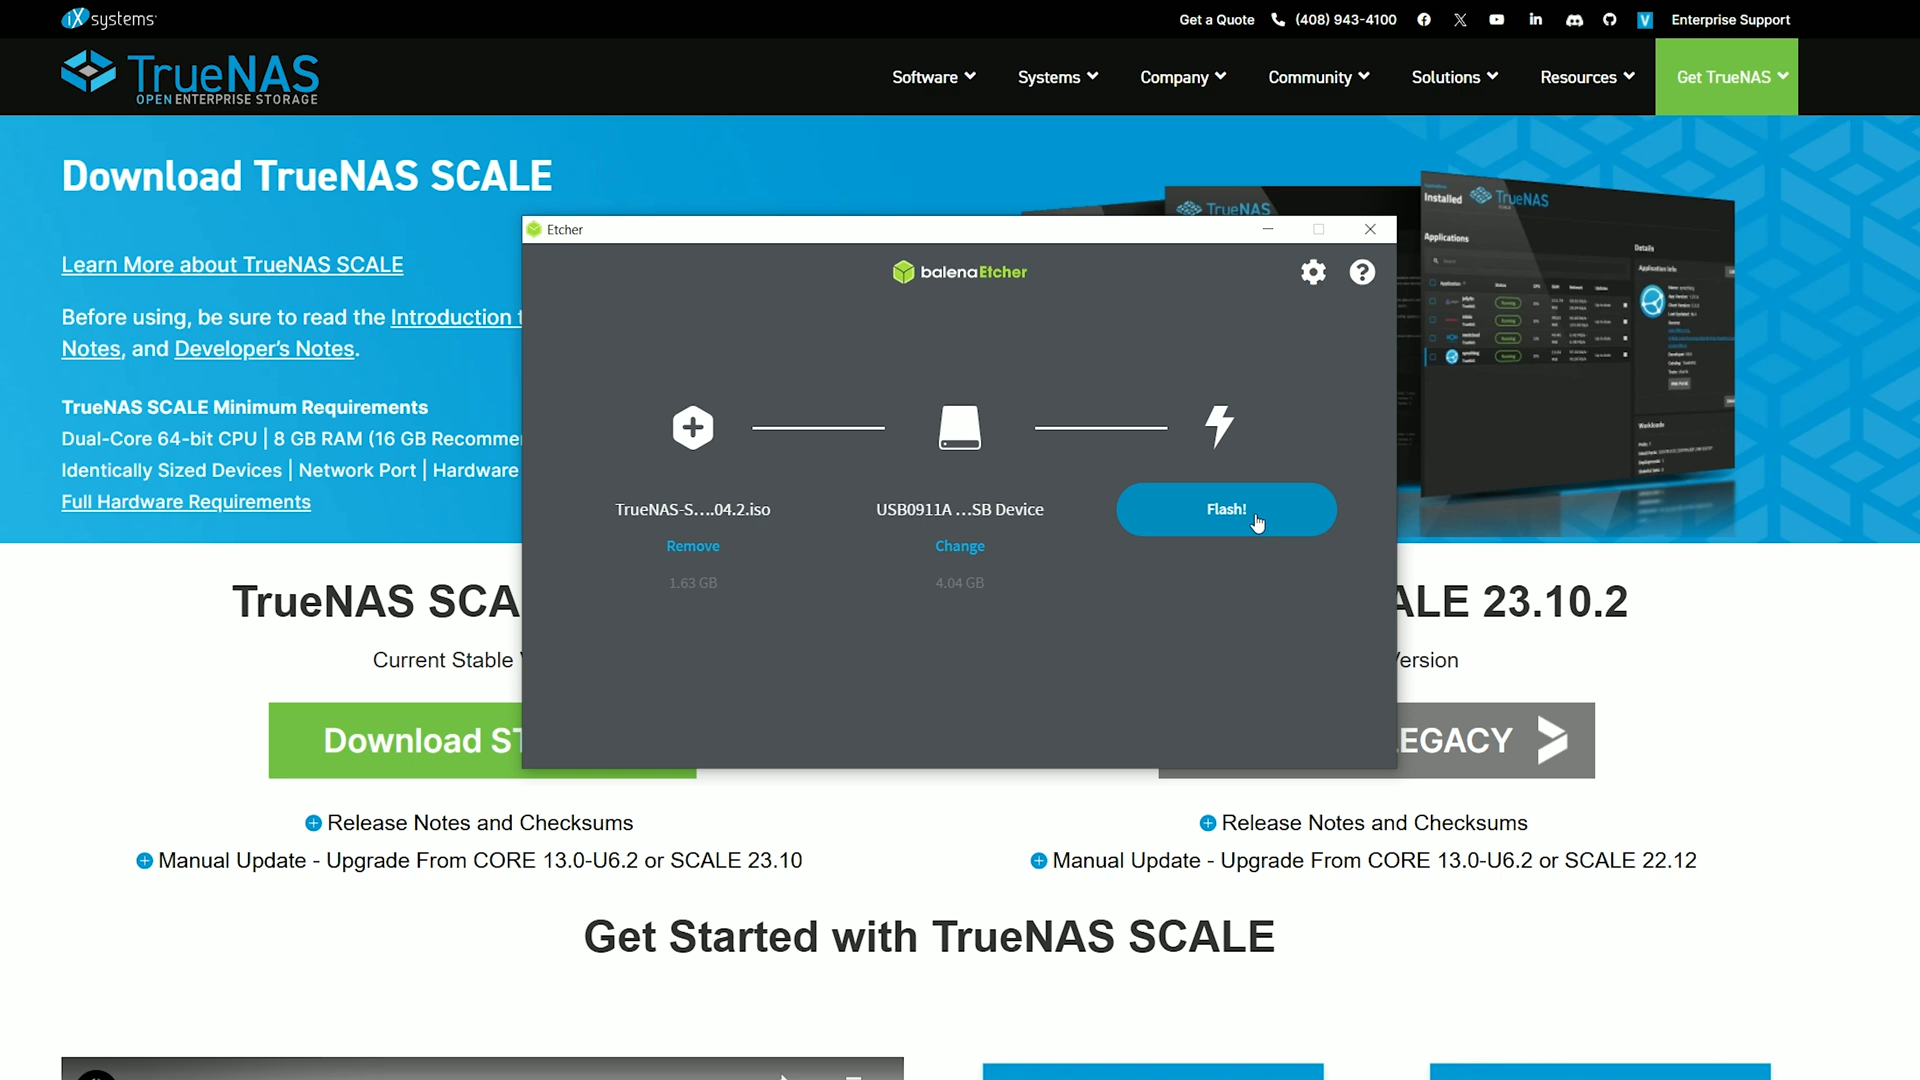 iXsystems
Get a Quote (408) 943-4100 Enterprise Support
TrueNAS
OPEN ENTERPRISE STORAGE
Software Systems Company Community Solutions Resources Get TrueNAS
Download TrueNAS SCALE
Learn More about TrueNAS SCALE
Before using, be sure to read the Introduction
Notes, and Developer's Notes.
TrueNAS SCALE Minimum Requirements
Dual-Core 64-bit CPU | 8 GB RAM (16 GB Recomme
Identically Sized Devices | Network Port | Hardware
Full Hardware Requirements
TrueNAS
Installed TrueNAS
Applications
Details
Application Info
Workloads
Etcher
balenaEtcher
TrueNAS-S....04.2.iso
Remove
1.63 GB
USB0911A ...SB Device
Change
4.04 GB
Flash!
TrueNAS SCA
Current Stable
Download ST
Release Notes and Checksums
Manual Update - Upgrade From CORE 13.0-U6.2 or SCALE 23.10
ALE 23.10.2
ersion
EGACY
Release Notes and Checksums
Manual Update - Upgrade From CORE 13.0-U6.2 or SCALE 22.12
Get Started with TrueNAS SCALE